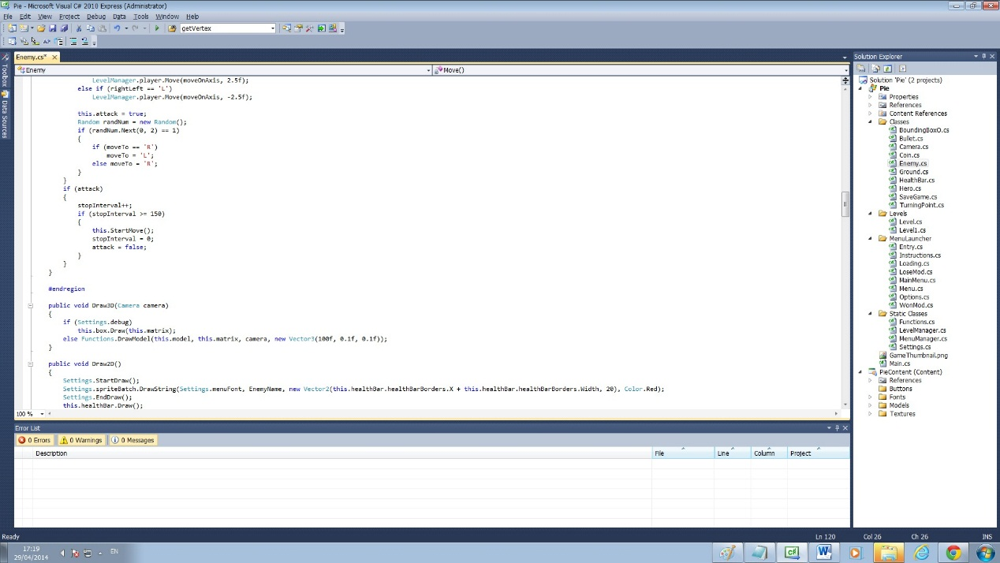 Pie - Microsoft Visual C# 2010 Express (Administrator)
File Edit View Project Debug Data Tools Window Help
getVertex
Toolbox
Data Sources
Enemy.cs*
Enemy
Move()
LevelManager.player.Move(moveOnAxis, 2.5f);
else if (rightLeft == 'L')
LevelManager.player.Move(moveOnAxis, -2.5f);
this.attack = true;
Random randNum = new Random();
if (randNum.Next(0, 2) == 1)
{
if (moveTo == 'R')
moveTo = 'L';
else moveTo = 'R';
}
}
if (attack)
{
stopInterval++;
if (stopInterval >= 150)
{
this.StartMove();
stopInterval = 0;
attack = false;
}
}
}
#endregion
public void Draw3D(Camera camera)
{
if (Settings.debug)
this.box.Draw(this.matrix);
else Functions.DrawModel(this.model, this.matrix, camera, new Vector3(100f, 0.1f, 0.1f));
}
public void Draw2D()
{
Settings.StartDraw();
Settings.spriteBatch.DrawString(Settings.menuFont, EnemyName, new Vector2(this.healthBar.healthBarBorders.X + this.healthBar.healthBarBorders.Width, 20), Color.Red);
Settings.EndDraw();
this.healthBar.Draw();
100 %
Error List
0 Errors 0 Warnings 0 Messages
Description File Line Column Project
Solution Explorer
Solution 'Pie' (2 projects)
Pie
Properties
References
Content References
Classes
BoundingBoxO.cs
Bullet.cs
Camera.cs
Coin.cs
Enemy.cs
Ground.cs
HealthBar.cs
Hero.cs
SaveGame.cs
TurningPoint.cs
Levels
Level.cs
Level1.cs
MenuLauncher
Entry.cs
Instructions.cs
Loading.cs
LoseMod.cs
MainMenu.cs
Menu.cs
Options.cs
WonMod.cs
Static Classes
Functions.cs
LevelManager.cs
MenuManager.cs
Settings.cs
GameThumbnail.png
Main.cs
PieContent (Content)
References
Buttons
Fonts
Models
Textures
Ready
Ln 120 Col 26 Ch 26 INS
17:19
29/04/2014
EN